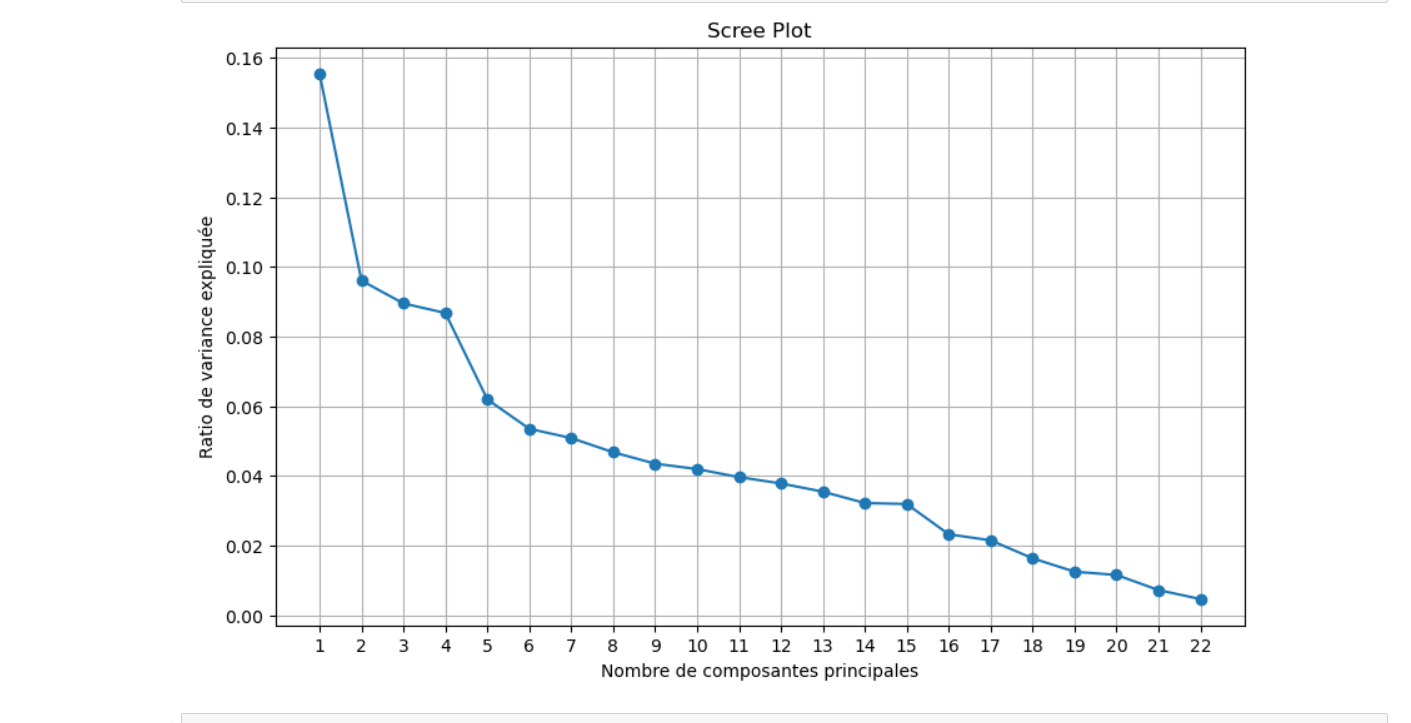 Scree Plot
0.16
0.14
0.12
0.10
0.08
0.06
0.04
0.02
0.00
Ratio de variance expliquée
1 2 3 4 5 6 7 8 9 10 11 12 13 14 15 16 17 18 19 20 21 22
Nombre de composantes principales